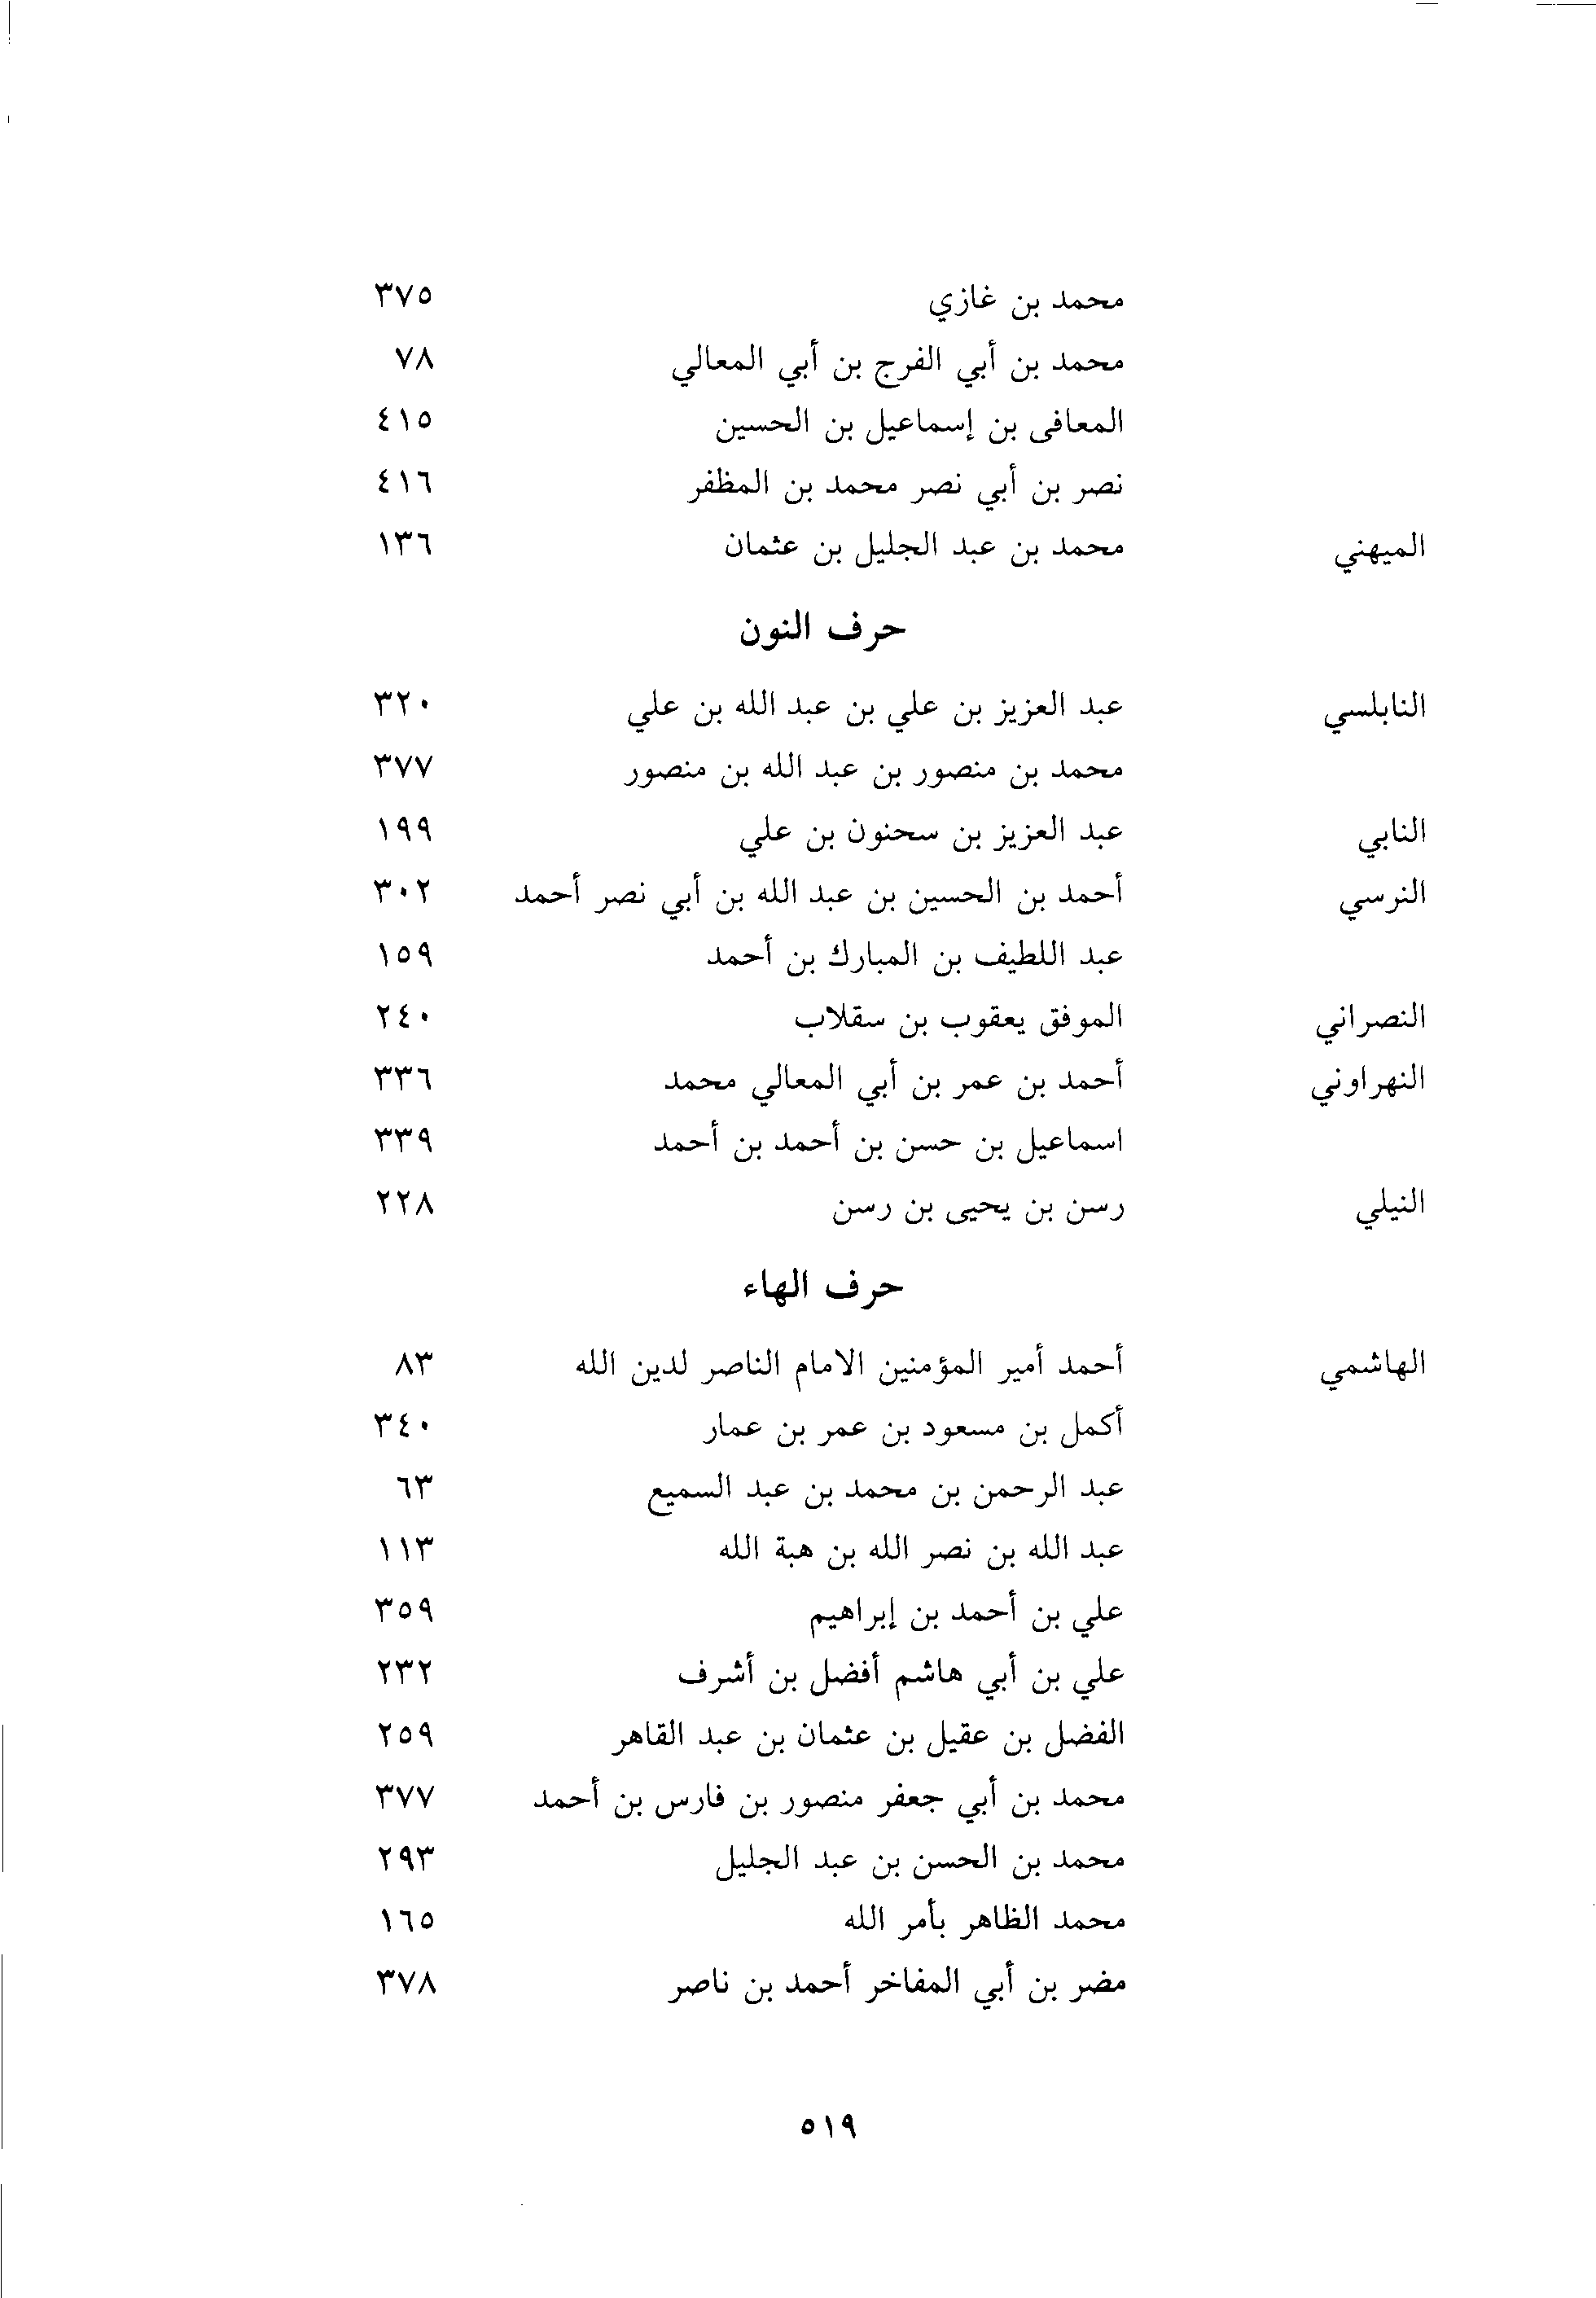 محمد بن غازي ٣٧٥
محمد بن أبي الفرج بن أبي المعالي ٧٨
المعافى بن إسماعيل بن الحسين ٤١٥
نصر بن أبي نصر محمد بن المظفر ٤١٦
الميهني محمد بن عبد الجليل بن عثمان ١٣٦
حرف النون
النابلسي عبد العزيز بن علي بن عبد الله بن علي ٣٢٠
محمد بن منصور بن عبد الله بن منصور ٣٧٧
النابي عبد العزيز بن سحنون بن علي ١٩٩
النرسي أحمد بن الحسين بن عبد الله بن أبي نصر أحمد ٣٠٢
عبد اللطيف بن المبارك بن أحمد ١٥٩
النصراني الموفق يعقوب بن سقلاب ٢٤٠
النهراوني أحمد بن عمر بن أبي المعالي محمد ٣٣٦
اسماعيل بن حسن بن أحمد بن أحمد ٣٣٩
النيلي رسن بن يحيى بن رسن ٢٢٨
حرف الهاء
الهاشمي أحمد أمير المؤمنين الامام الناصر لدين الله ٨٣
أكمل بن مسعود بن عمر بن عمار ٣٤٠
عبد الرحمن بن محمد بن عبد السميع ٦٣
عبد الله بن نصر الله بن هبة الله ١١٣
علي بن أحمد بن إبراهيم ٣٥٩
علي بن أبي هاشم أفضل بن أشرف ٢٣٢
الفضل بن عقيل بن عثمان بن عبد القاهر ٢٥٩
محمد بن أبي جعفر منصور بن فارس بن أحمد ٣٧٧
محمد بن الحسن بن عبد الجليل ٢٩٣
محمد الظاهر بأمر الله ١٦٥
مضر بن أبي المفاخر أحمد بن ناصر ٣٧٨
٥١٩